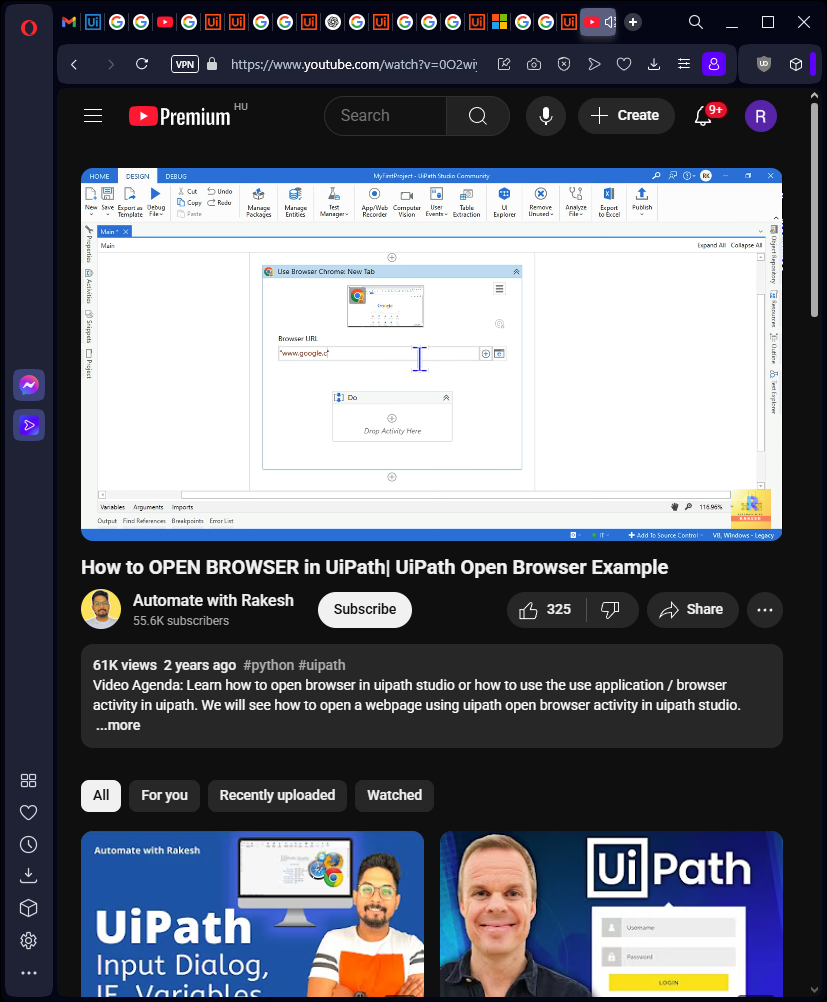 VPN
https://www.youtube.com/watch?v=0O2wi
Premium HU
Search
Create
9+
R
HOME DESIGN DEBUG
MyFirstProject - UiPath Studio Community
RK
New
Save
Export as Template
Debug File
Cut
Copy
Paste
Undo
Redo
Manage Packages
Manage Entities
Test Manager
App/Web Recorder
Computer Vision
User Events
Table Extraction
UI Explorer
Remove Unused
Analyze File
Export to Excel
Publish
Main *
Main
Expand All Collapse All
Properties
Activities
Snippets
Project
Object Repository
Resources
Outline
Test Explorer
Use Browser Chrome: New Tab
Google
Browser URL
"www.google.c"
Do
Drop Activity Here
Variables Arguments Imports
116.96%
Output Find References Breakpoints Error List
Add To Source Control
VB, Windows - Legacy
How to OPEN BROWSER in UiPath| UiPath Open Browser Example
Automate with Rakesh
55.6K subscribers
Subscribe
325
Share
61K views 2 years ago #python #uipath
Video Agenda: Learn how to open browser in uipath studio or how to use the use application / browser
activity in uipath. We will see how to open a webpage using uipath open browser activity in uipath studio.
...more
All
For you
Recently uploaded
Watched
Automate with Rakesh
UiPath
Input Dialog,
IF, Variables
UiPath
Username
Password
LOGIN